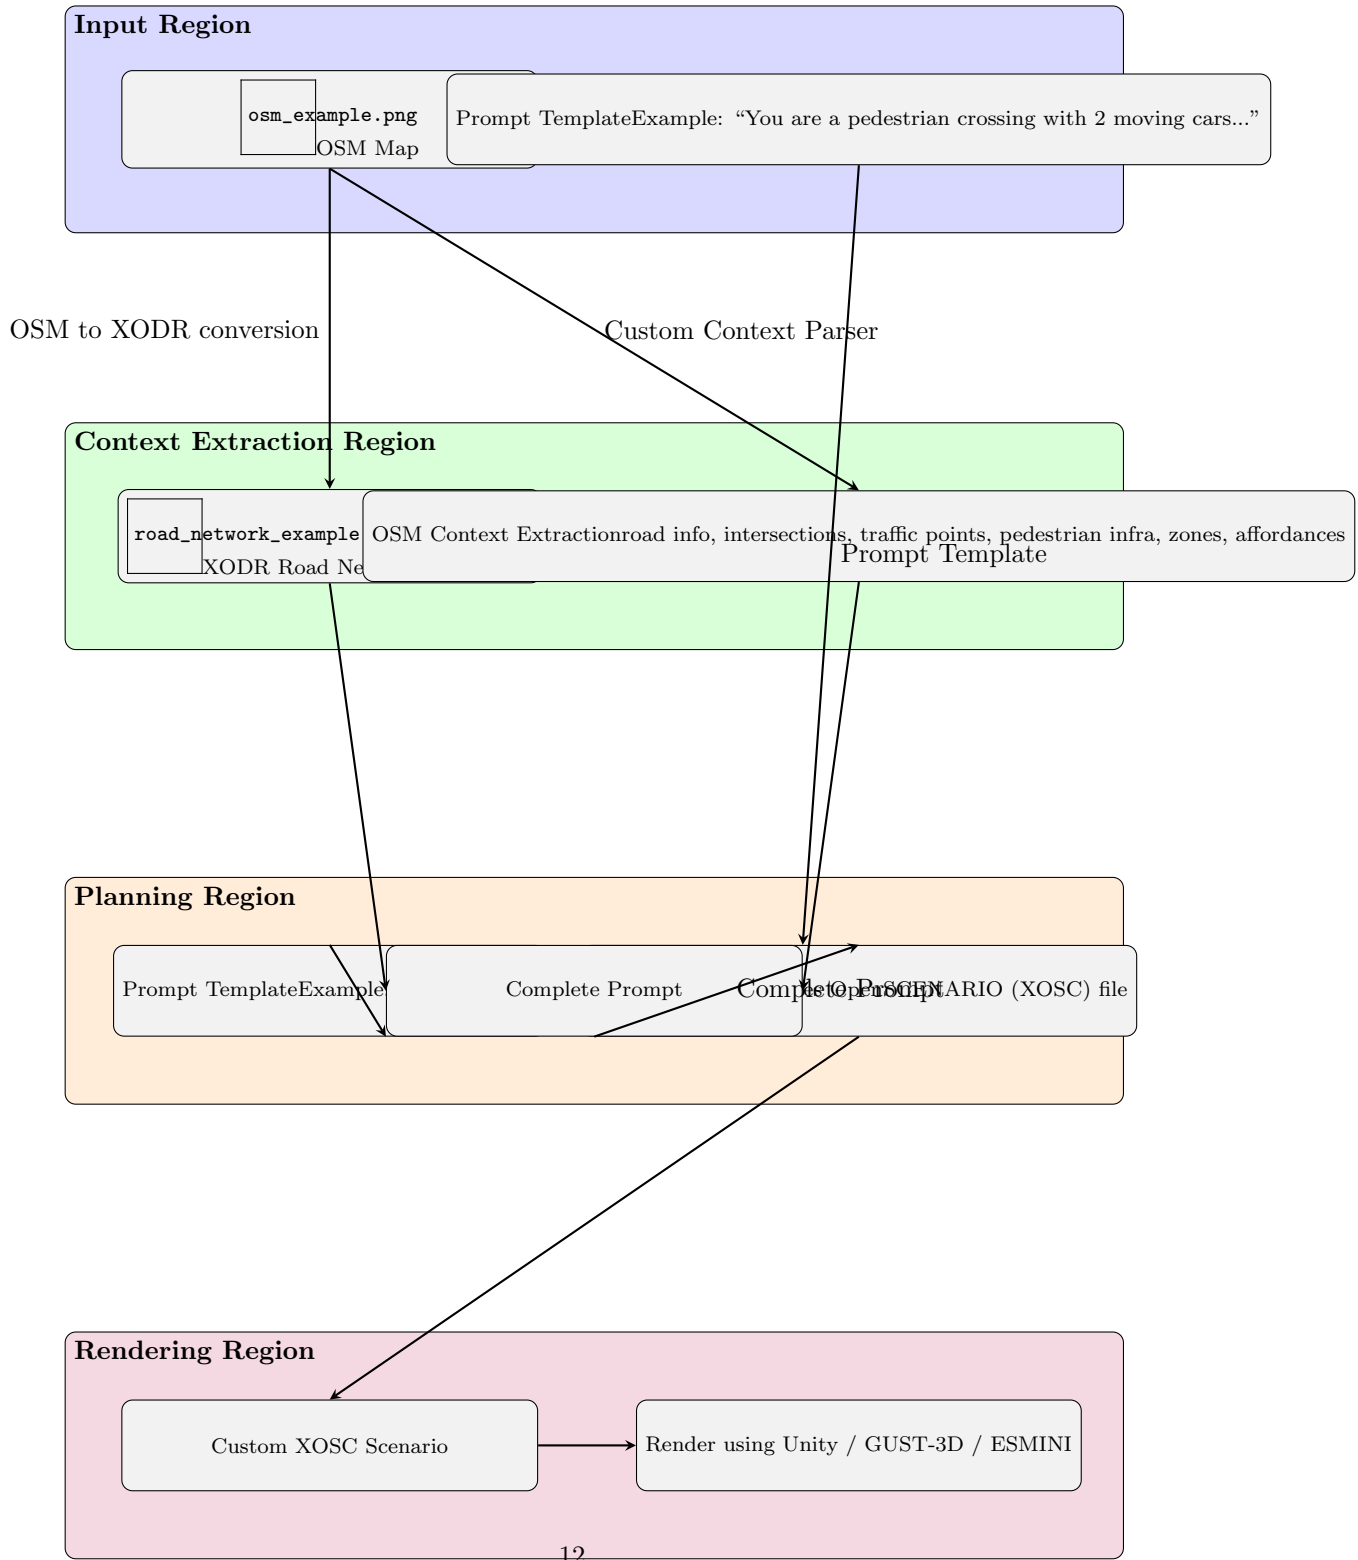 Input Region
osm_example.png
OSM Map
Prompt TemplateExample: “You are a pedestrian crossing with 2 moving cars...”
OSM to XODR conversion
Custom Context Parser
Context Extraction Region
road_network_example
XODR Road Ne
OSM Context Extractionroad info, intersections, traffic points, pedestrian infra, zones, affordances
Prompt Template
Planning Region
Prompt TemplateExample
Complete Prompt
Complete Prompt
OpenSCENARIO (XOSC) file
Rendering Region
Custom XOSC Scenario
Render using Unity / GUST-3D / ESMINI
12